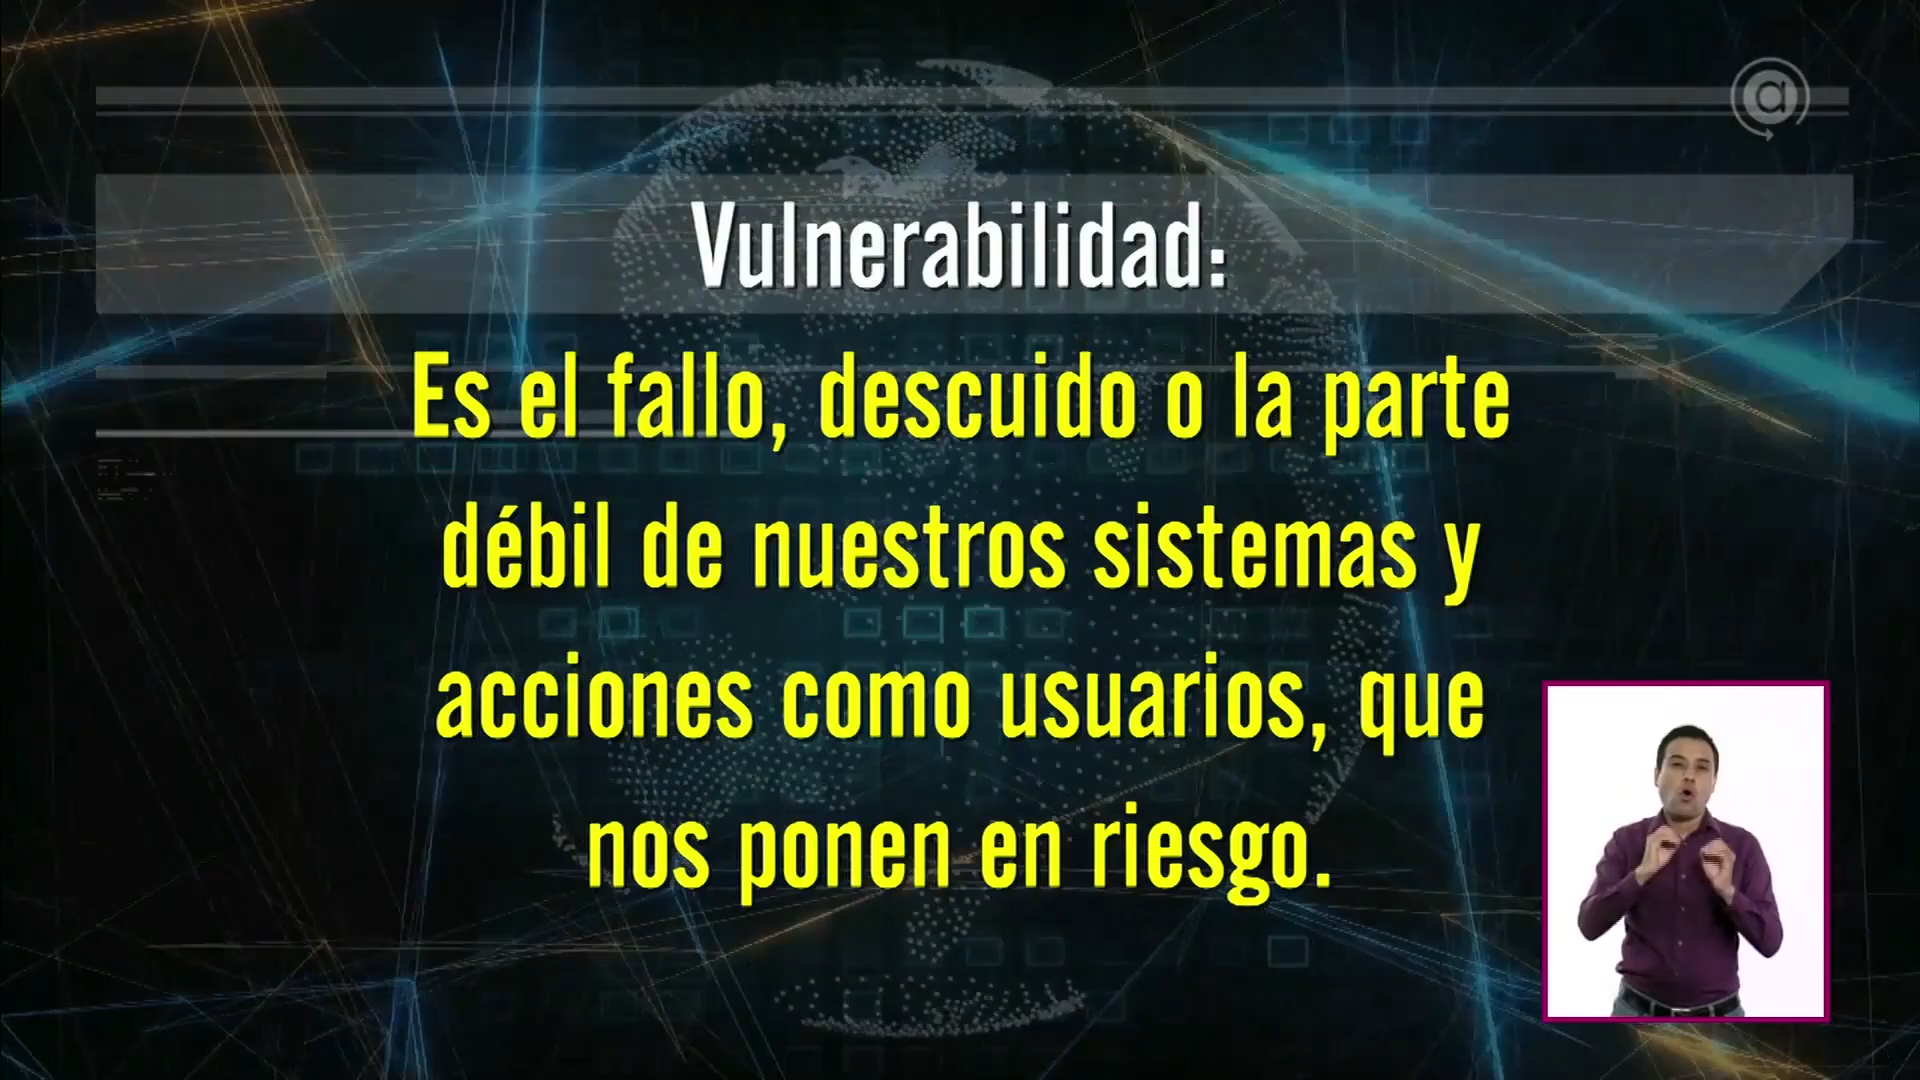 Vulnerabilidad:
Es el fallo, descuido o la parte
débil de nuestros sistemas y
acciones como usuarios, que
nos ponen en riesgo.